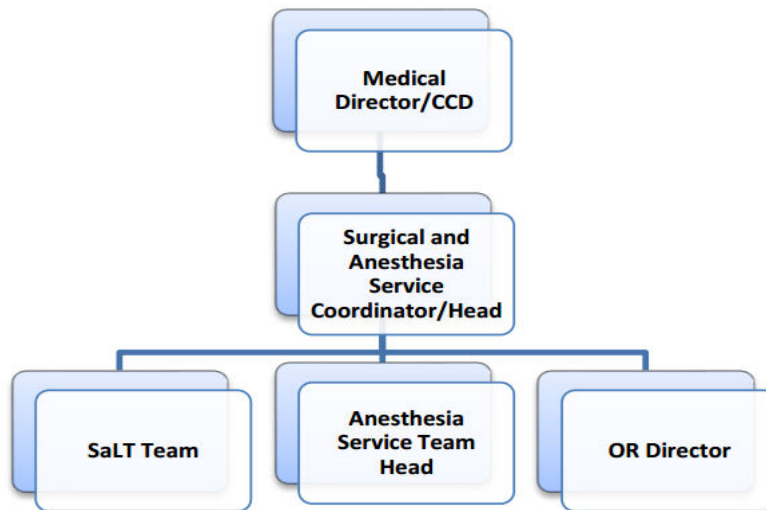 Medical
Director/CCD
Surgical and
Anesthesia
Service
Coordinator/Head
SaLT Team
Anesthesia
Service Team
Head
OR Director